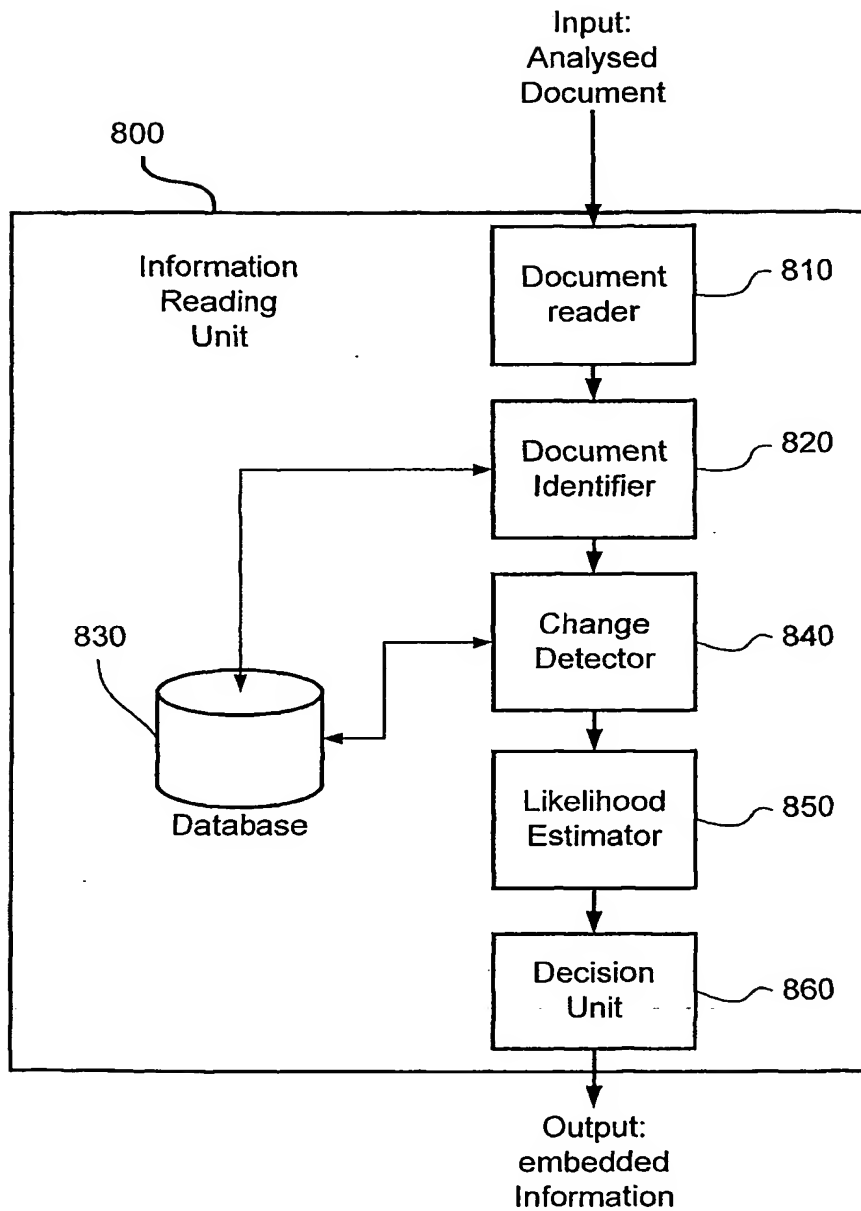 Input:
Analysed
Document
800
Information
Reading
Unit
Document
reader
810
Document
Identifier
820
830
Database
Change
Detector
840
Likelihood
Estimator
850
Decision
Unit
860
Output:
embedded
Information